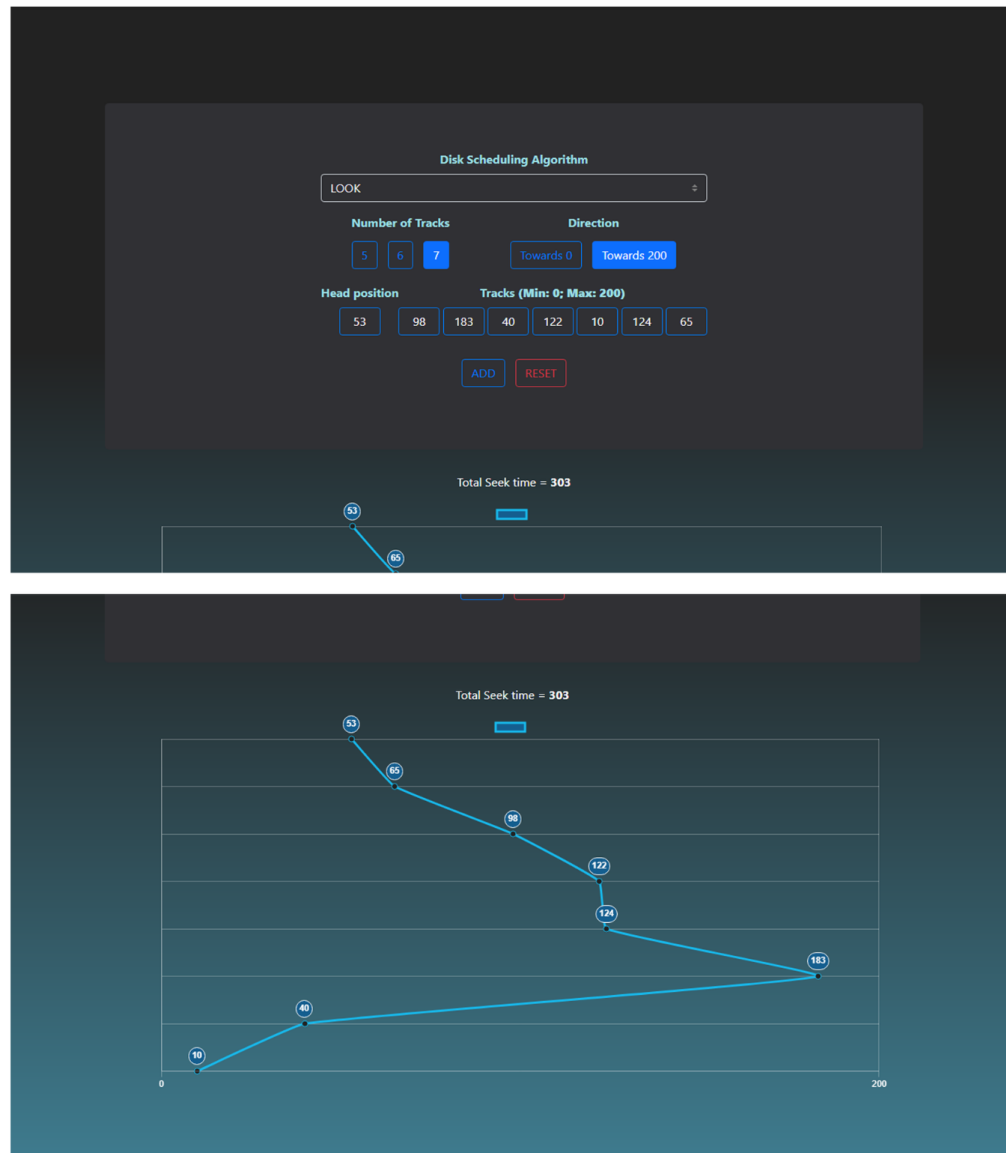 Disk Scheduling Algorithm
LOOK
Number of Tracks Direction
5 6 7 Towards 0 Towards 200
Head position Tracks (Min: 0; Max: 200)
53 98 183 40 122 10 124 65
ADD RESET
Total Seek time = 303
53
65
Total Seek time = 303
53
65
98
122
124
183
40
10
0 200